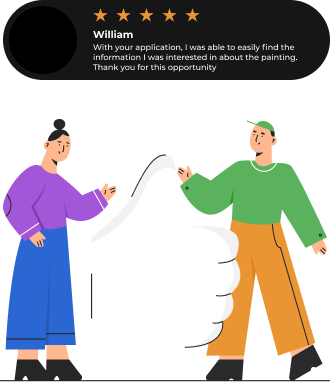 William
With your application, I was able to easily find the
information I was interested in about the painting.
Thank you for this opportunity